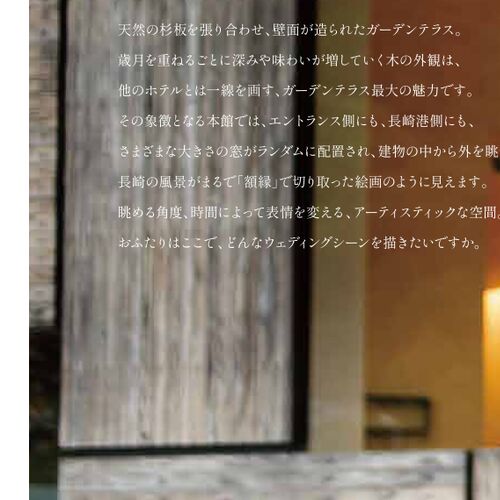 天然の杉板を張り合わせ、壁面が造られたガーデンテラス。
歳月を重ねるごとに深みや味わいが増していく木の外観は、
他のホテルとは一線を画す、ガーデンテラス最大の魅力です。
その象徴となる本館では、エントランス側にも、長崎港側にも、
さまざまな大きさの窓がランダムに配置され、建物の中から外を眺
長崎の風景がまるで「額縁」で切り取った絵画のように見えます。
眺める角度、時間によって表情を変える、アーティスティックな空間。
おふたりはここで、どんなウェディングシーンを描きたいですか。